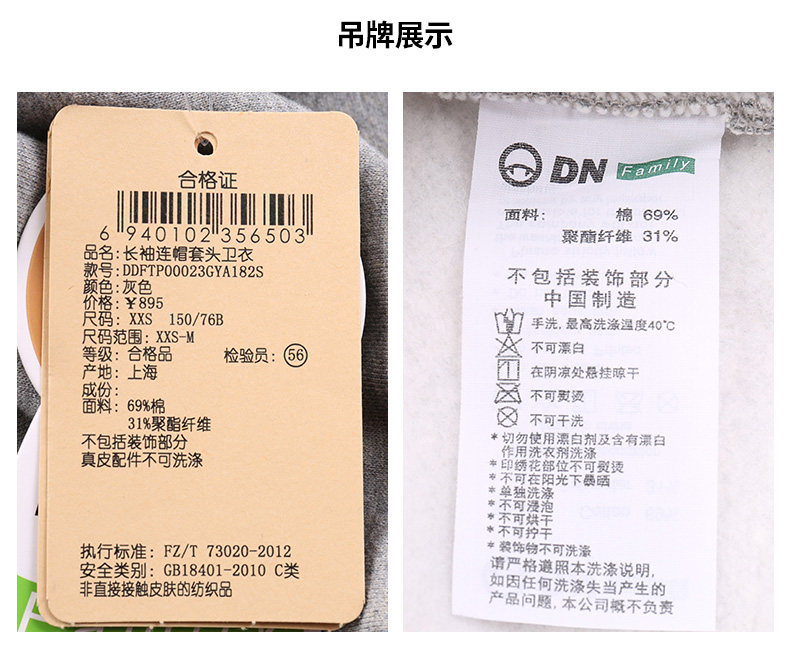 吊牌展示
合格证
6 940102 356503
品名: 长袖连帽套头卫衣
款号: DDFTP00023GYA182S
颜色: 灰色
价格: ￥895
尺码: XXS 150/76B
尺码范围: XXS-M
等级: 合格品 检验员: 56
产地: 上海
成份:
面料: 69%棉
31%聚酯纤维
不包括装饰部分
真皮配件不可洗涤
执行标准: FZ/T 73020-2012
安全类别: GB18401-2010 C类
非直接接触皮肤的纺织品
DN Family
面料: 棉 69%
聚酯纤维 31%
不包括装饰部分
中国制造
手洗, 最高洗涤温度40℃
不可漂白
在阴凉处悬挂晾干
不可熨烫
不可干洗
*切勿使用漂白剂及含有漂白
作用洗衣剂洗涤
*印绣花部位不可熨烫
*不可在阳光下暴晒
*单独洗涤
*不可浸泡
*不可烘干
*不可拧干
*装饰物不可洗涤
请严格遵照本洗涤说明,
如因任何洗涤失当产生的
产品问题, 本公司概不负责